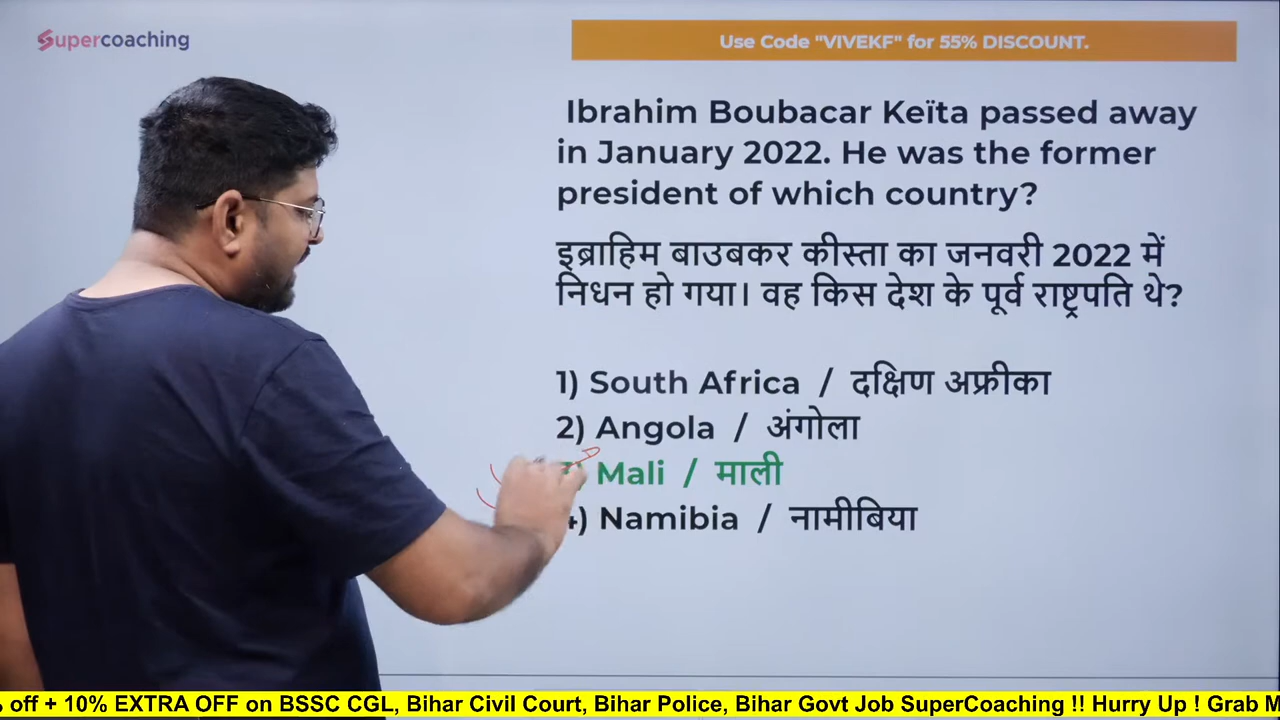 Supercoaching
Use Code "VIVEKF" for 55% DISCOUNT.
Ibrahim Boubacar Keïta passed away
in January 2022. He was the former
president of which country?
इब्राहिम बाउबकर कीस्ता का जनवरी 2022 में
निधन हो गया। वह किस देश के पूर्व राष्ट्रपति थे?
1) South Africa / दक्षिण अफ्रीका
2) Angola / अंगोला
) Mali / माली
4) Namibia / नामीबिया
off + 10% EXTRA OFF on BSSC CGL, Bihar Civil Court, Bihar Police, Bihar Govt Job SuperCoaching !! Hurry Up ! Grab